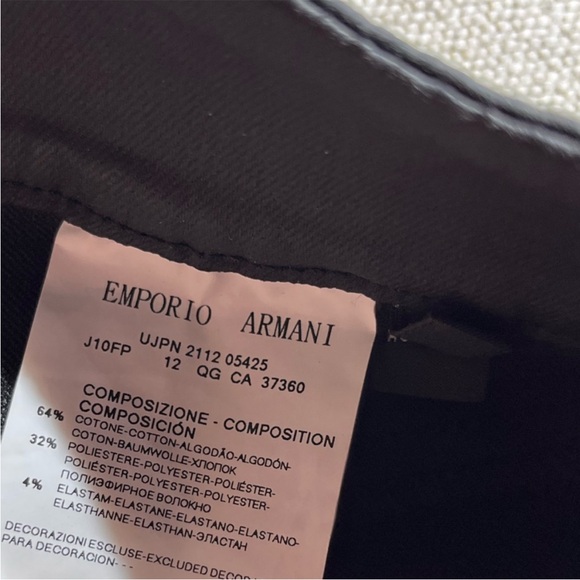 EMPORIO ARMANI
UJPN 2112 05425
J10FP 12 QG CA 37360
COMPOSIZIONE - COMPOSITION
COMPOSICIÓN
64% COTONE-COTTON-ALGODÃO-ALGODÓN-
COTON-BAUMWOLLE-ХЛОПОК
32% POLIESTERE-POLYESTER-POLIÉSTER-
POLIÉSTER-POLYESTER-POLYESTER-
ПОЛИЭФИРНОЕ ВОЛОКНО
4% ELASTAM-ELASTANE-ELASTANO-ELASTANO-
ELASTHANNE-ELASTHAN-ЭЛАСТАН
DECORAZIONI ESCLUSE-EXCLUDED DECOR
PARA DECORACION- - -